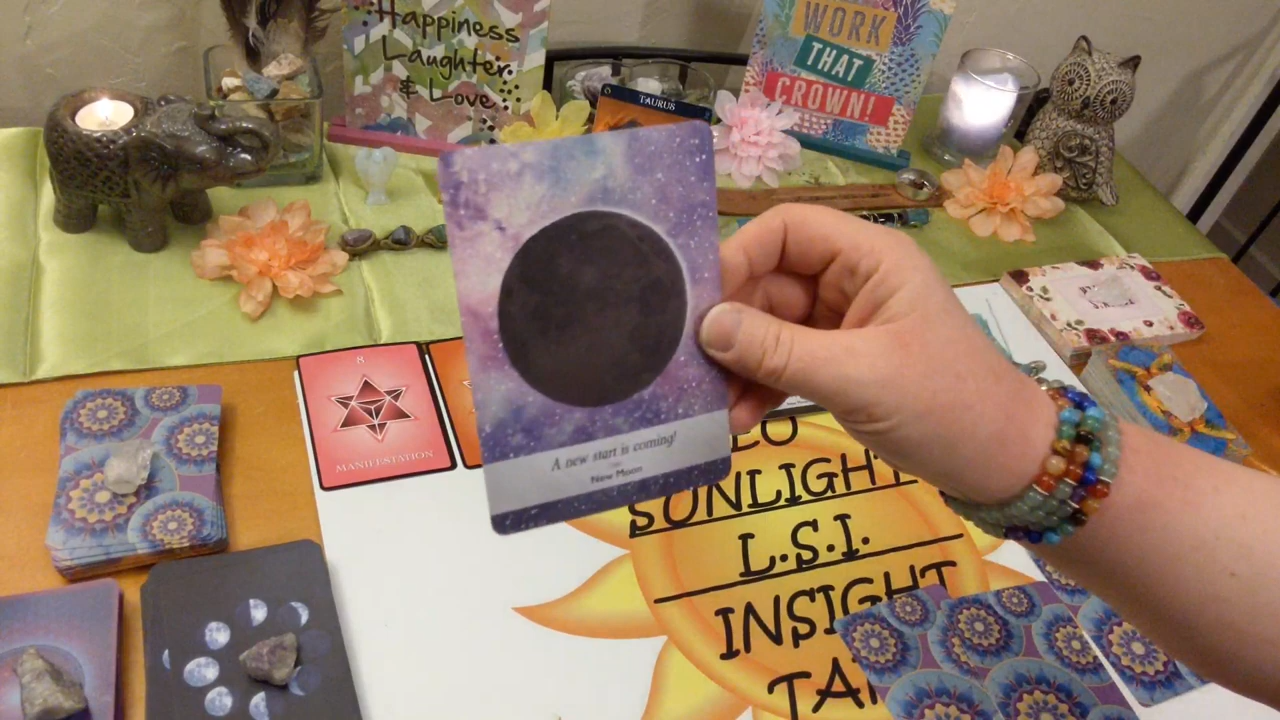 Happiness
Laughter
& Love
WORK
THAT
CROWN!
TAURUS
8
MANIFESTATION
A new start is coming!
New Moon
SUNLIGHT
L.S.I.
INSIGHT